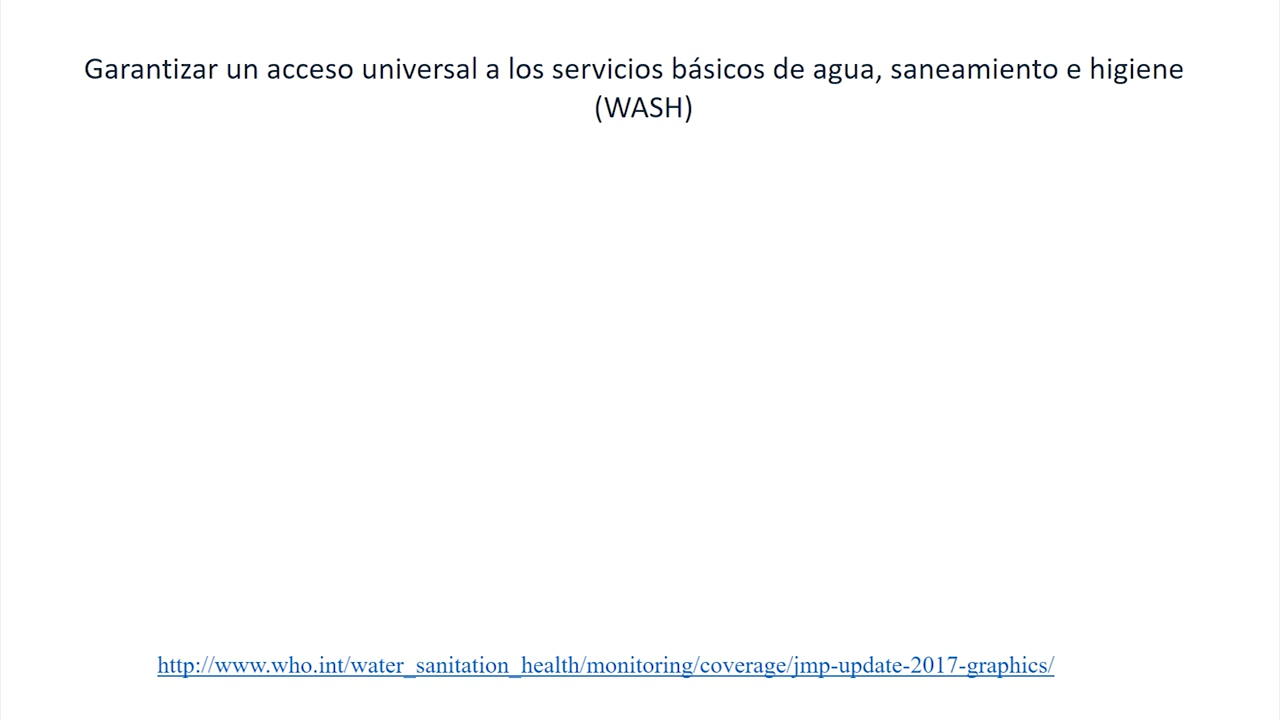 Garantizar un acceso universal a los servicios básicos de agua, saneamiento e higiene
(WASH)
http://www.who.int/water_sanitation_health/monitoring/coverage/jmp-update-2017-graphics/